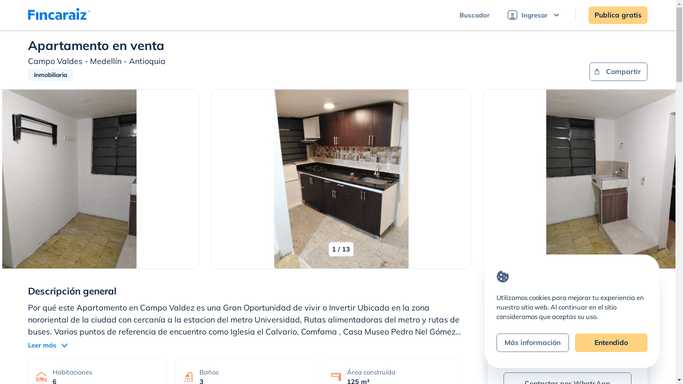 Fincaraiz
Buscador
Ingresar
Publica gratis
Apartamento en venta
Campo Valdes - Medellín - Antioquia
Inmobiliaria
Compartir
1 / 13
Descripción general
Por qué este Apartamento en Campo Valdez es una Gran Oportunidad de vivir o Invertir Ubicada en la zona
nororiental de la ciudad con cercanía a la estacion del metro Universidad, Rutas alimentadoras del metro y rutas de
buses. Varios puntos de referencia de encuentro como Iglesia el Calvario, Comfama , Casa Museo Pedro Nel Gómez...
Leer más
Habitaciones
6
Baños
3
Área construida
125 m²
Utilizamos cookies para mejorar tu experiencia en
nuestro sitio web. Al continuar en el sitio
consideramos que aceptas su uso.
Más información
Entendido
Contactar por WhatsApp